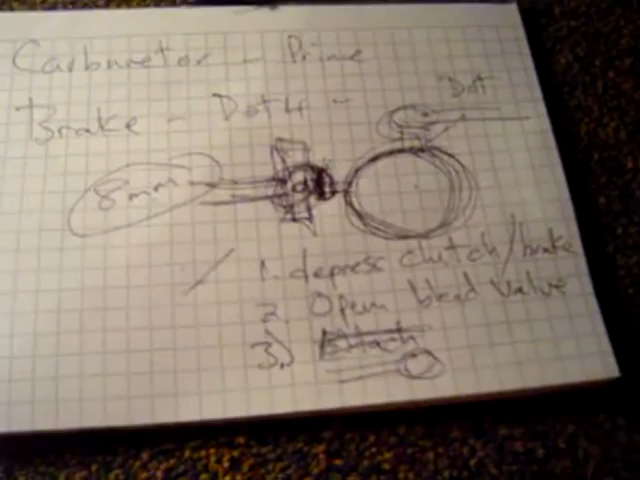 Carburetor - Prime
Brake - Dot 4 -
Dot
8mm
1. depress clutch/brake
2. Open bleed valve
3.)